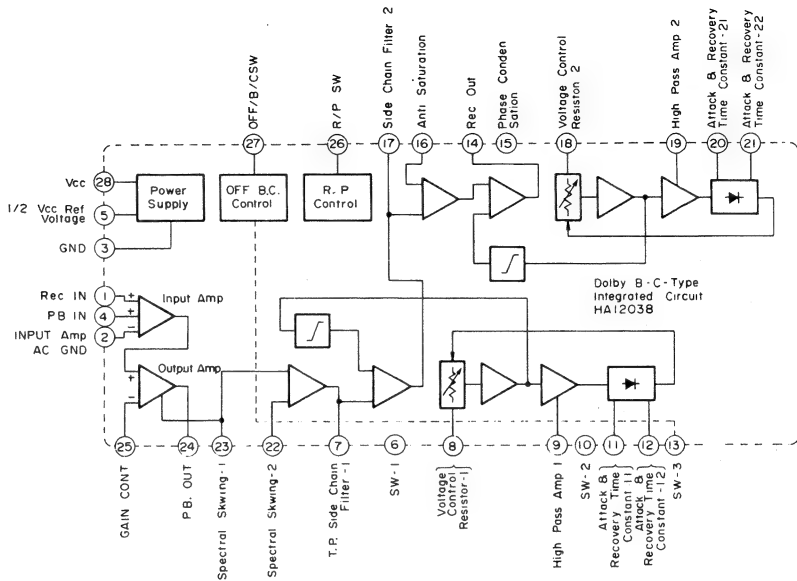 OFF/B/CSW
R/P SW
Side Chain Filter 2
Anti Saturation
Rec Out
Phase Conden
Sation
Voltage Control
Resiston 2
High Pass Amp 2
Attack & Recovery
Time Constant-21
Attack & Recovery
Time Constant-22
27
26
17
16
14
15
18
19
20
21
Vcc
28
Power
Supply
OFF B.C.
Control
R. P
Control
1/2 Vcc Ref
Voltage
5
GND
3
Dolby B-C-Type
Integrated Circuit
HA12038
Rec IN
1
Input Amp
PB IN
4
INPUT Amp
AC GND
2
+
+
−
Output Amp
+
−
25
24
23
22
7
6
8
9
10
11
12
13
GAIN CONT
P.B. OUT
Spectral Skwing-1
Spectral Skwing-2
T.P. Side Chain
Filter-1
SW-1
Voltage
Control
Resistor-1
High Pass Amp 1
SW-2
Attack &
Recovery Time
Constant 11
Attack &
Recovery Time
Constant-12
SW-3